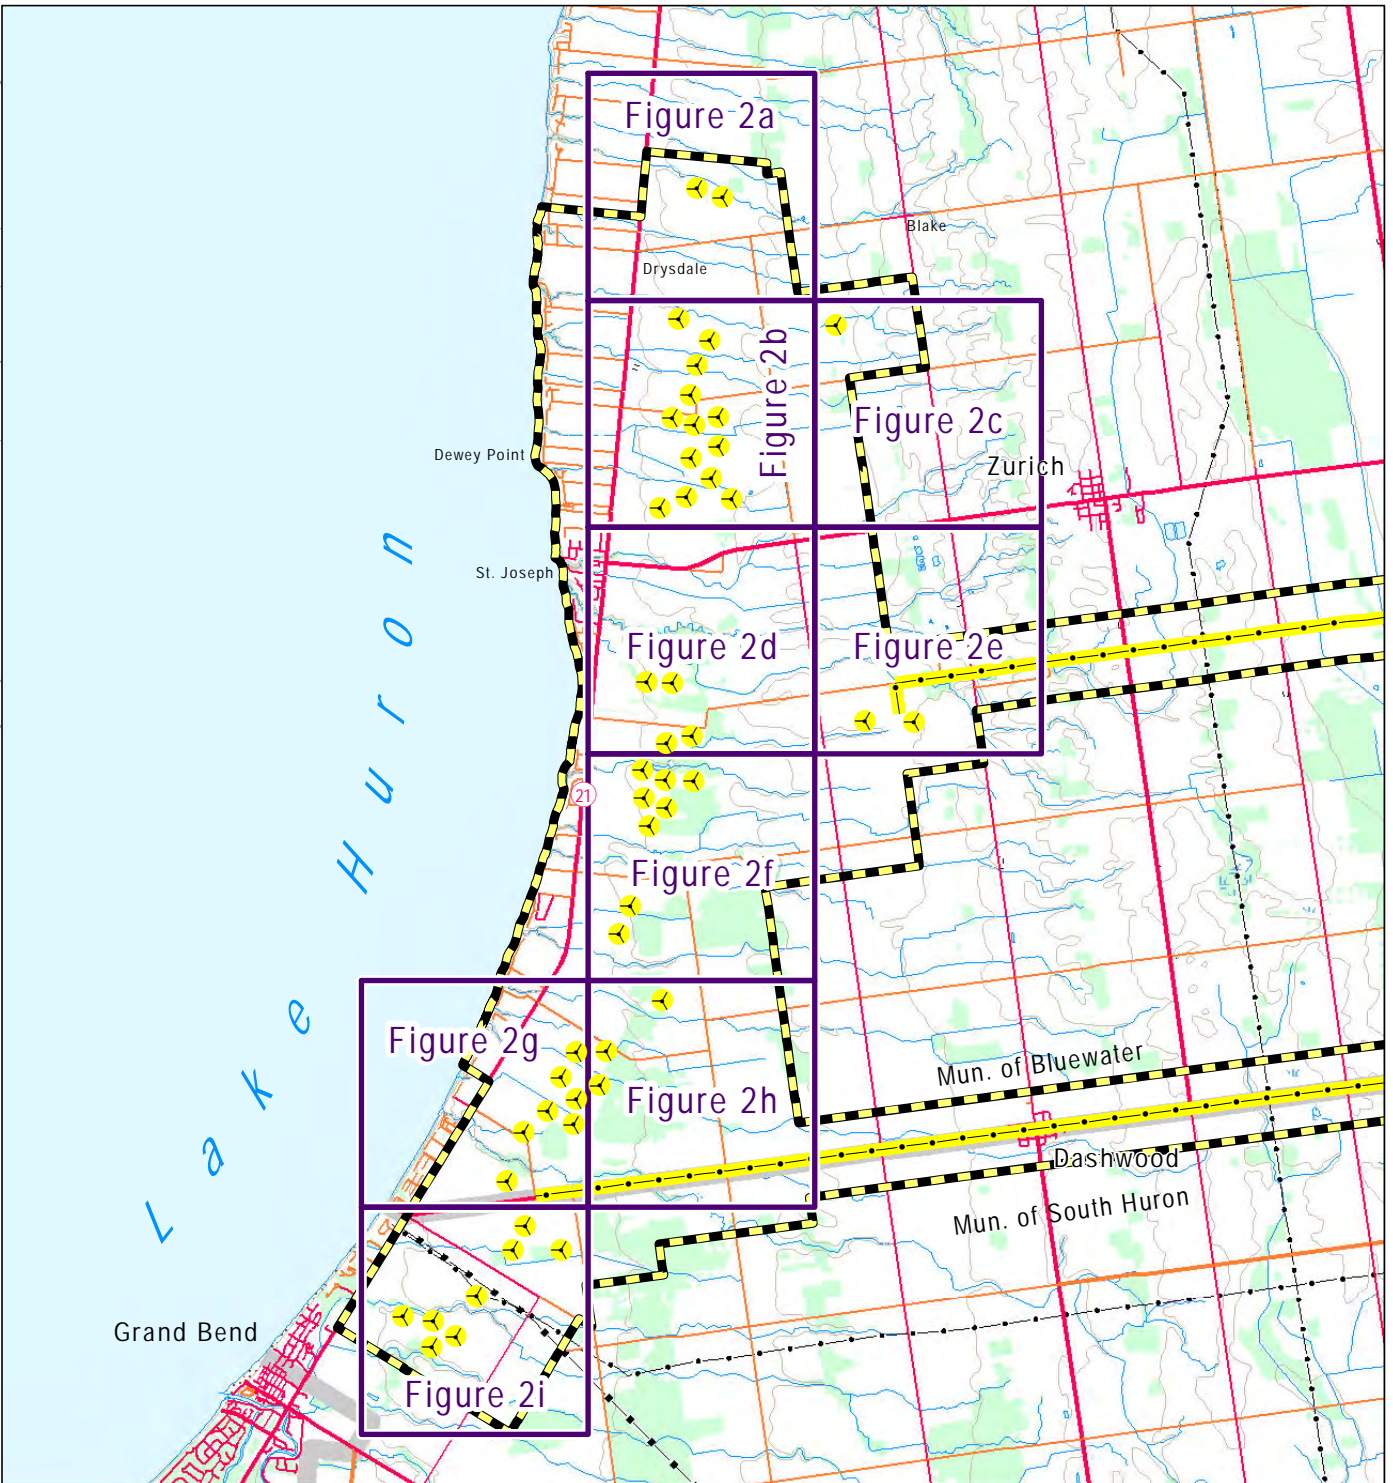 Figure 2a
Blake
Drysdale
Figure 2b
Figure 2c
Dewey Point
Zurich
St. Joseph
Figure 2d
Figure 2e
21
Figure 2f
Lake Huron
Figure 2g
Mun. of Bluewater
Figure 2h
Dashwood
Mun. of South Huron
Grand Bend
Figure 2i